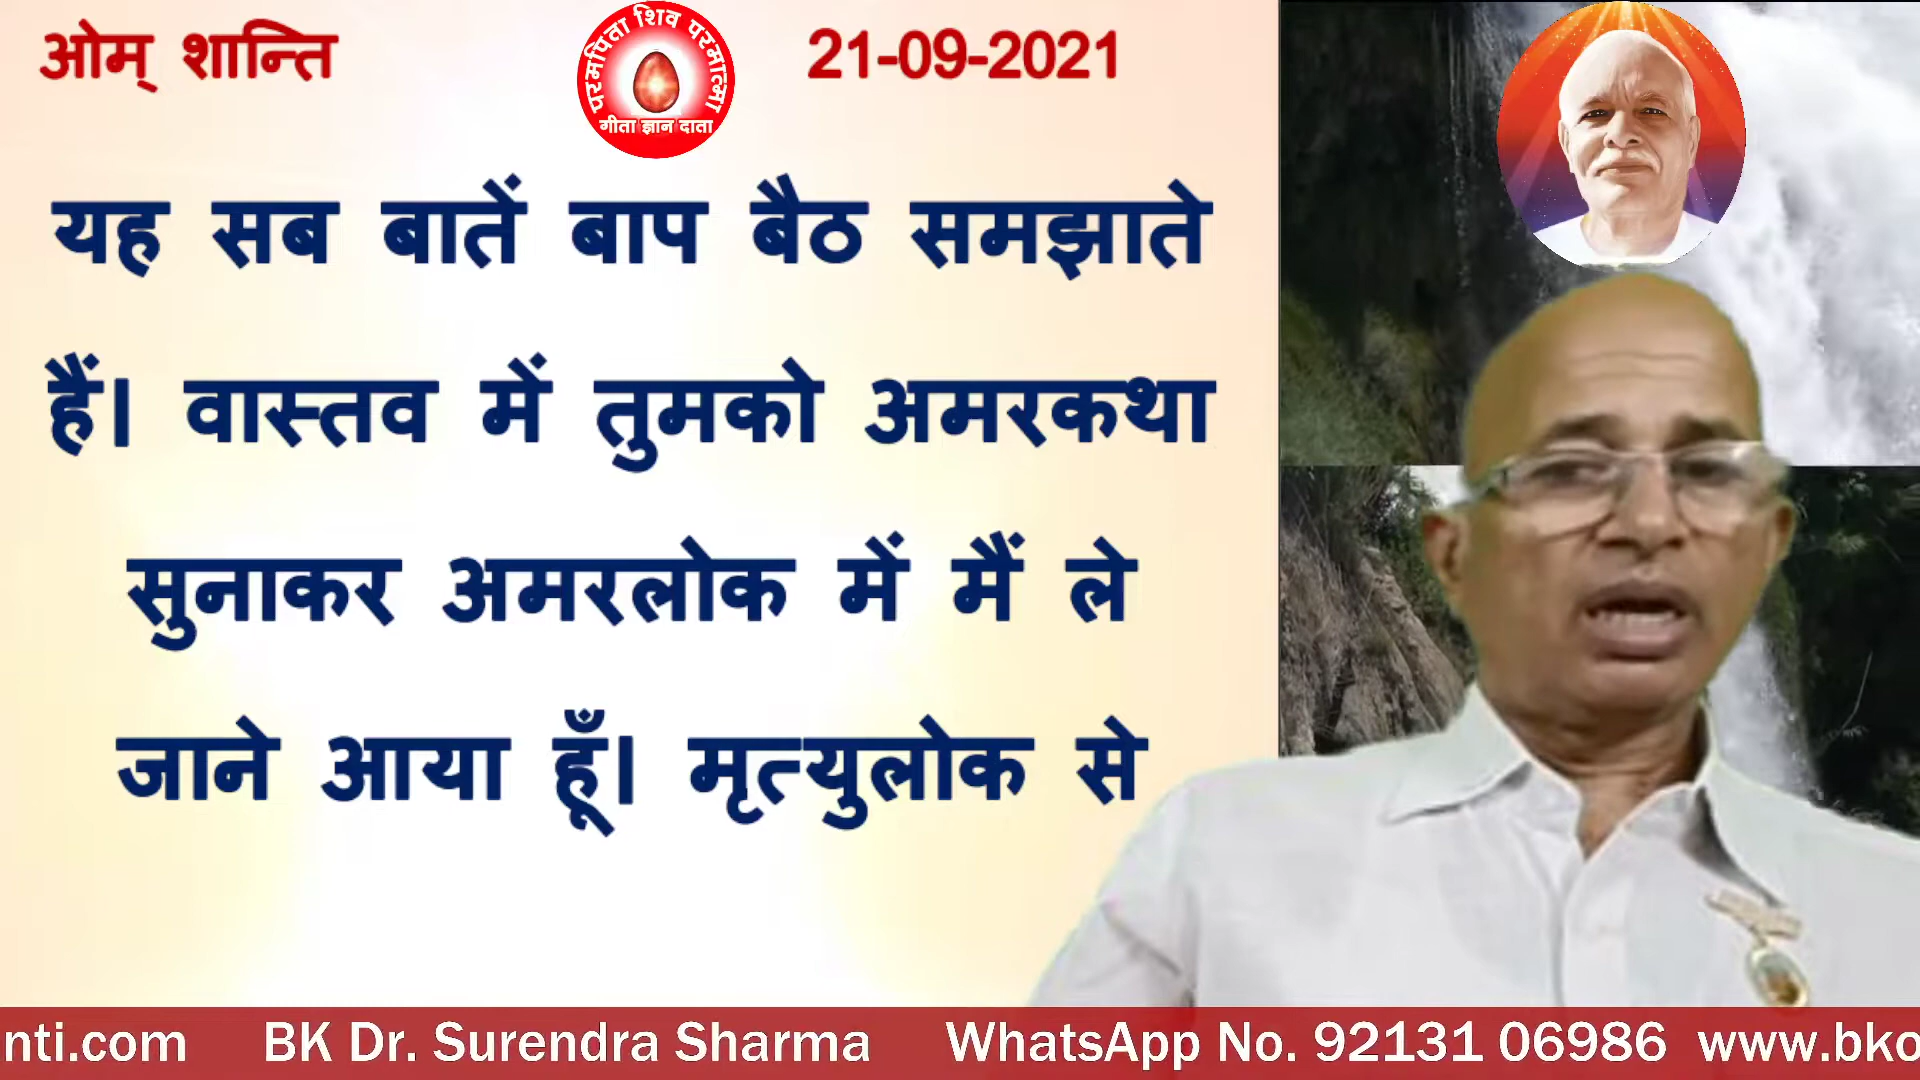 ओम् शान्ति
परमपिता शिव परमात्मा
गीता ज्ञान दाता
21-09-2021
यह सब बातें बाप बैठ समझाते
हैं। वास्तव में तुमको अमरकथा
सुनाकर अमरलोक में मैं ले
जाने आया हूँ। मृत्युलोक से
nti.com BK Dr. Surendra Sharma WhatsApp No. 92131 06986 www.bko